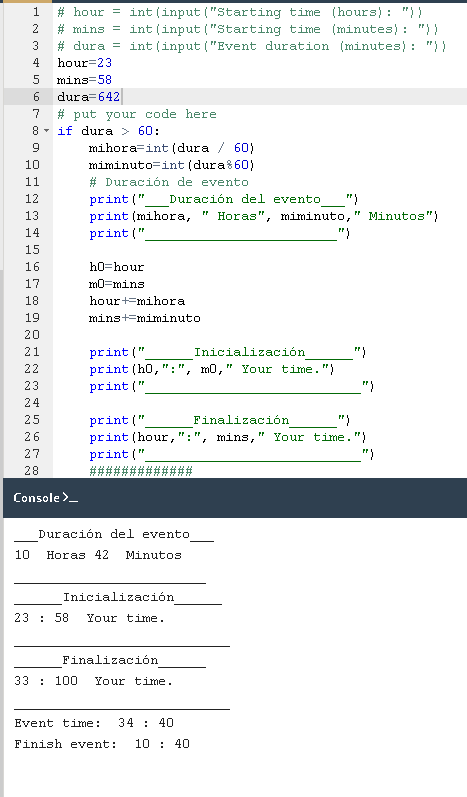 1 # hour = int(input("Starting time (hours): "))
2 # mins = int(input("Starting time (minutes): "))
3 # dura = int(input("Event duration (minutes): "))
4 hour=23
5 mins=58
6 dura=642
7 # put your code here
8 if dura > 60:
9 mihora=int(dura / 60)
10 miminuto=int(dura%60)
11 # Duración de evento
12 print("___Duración del evento___")
13 print(mihora, " Horas", miminuto," Minutos")
14 print("________________________")
15
16 h0=hour
17 m0=mins
18 hour+=mihora
19 mins+=miminuto
20
21 print("______Inicialización______")
22 print(h0,":", m0," Your time.")
23 print("___________________________")
24
25 print("______Finalización______")
26 print(hour,":", mins," Your time.")
27 print("___________________________")
28 #############
Console >_
___Duración del evento___
10  Horas 42  Minutos
________________________
______Inicialización______
23 : 58  Your time.
___________________________
______Finalización______
33 : 100  Your time.
___________________________
Event time:  34 : 40
Finish event:  10 : 40